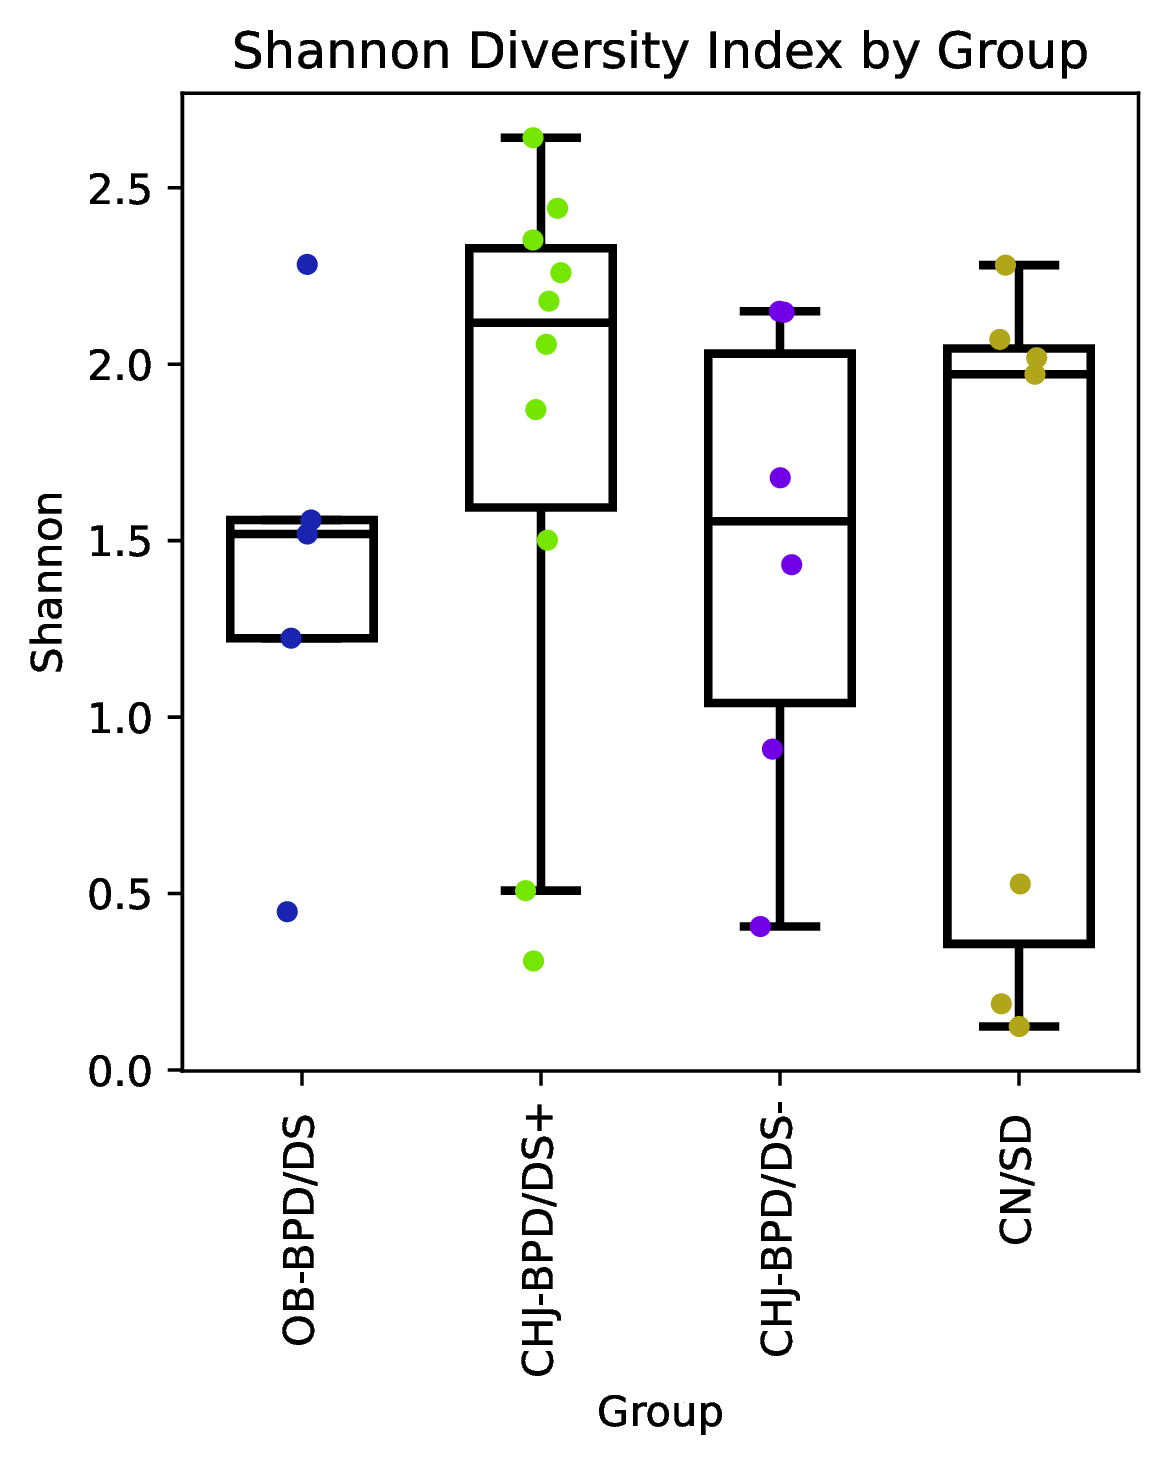 Shannon Diversity Index by Group
Shannon
2.5
2.0
1.5
1.0
0.5
0.0
OB-BPD/DS
CHJ-BPD/DS+
CHJ-BPD/DS-
CN/SD
Group